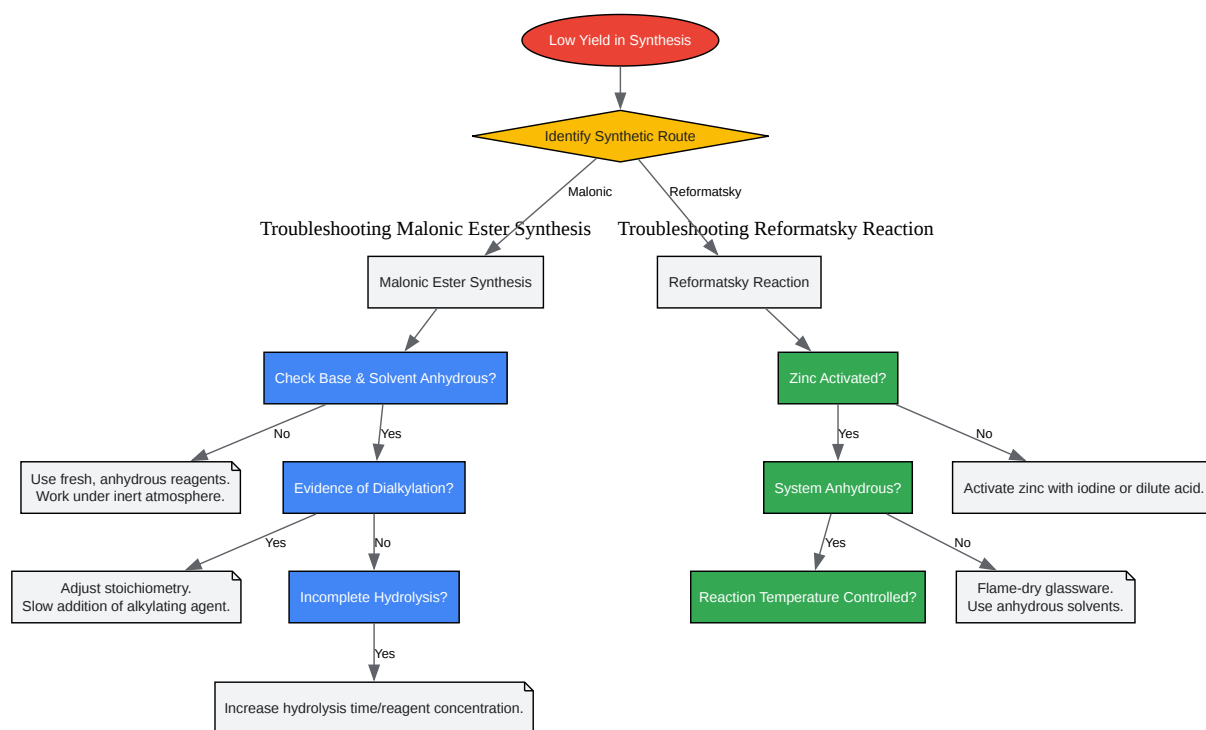 Low Yield in Synthesis
Identify Synthetic Route
Malonic
Reformatsky
Troubleshooting Malonic Ester Synthesis
Troubleshooting Reformatsky Reaction
Malonic Ester Synthesis
Reformatsky Reaction
Check Base & Solvent Anhydrous?
Zinc Activated?
No
Yes
Yes
No
Use fresh, anhydrous reagents.
Work under inert atmosphere.
Evidence of Dialkylation?
System Anhydrous?
Activate zinc with iodine or dilute acid.
Yes
No
Yes
No
Adjust stoichiometry.
Slow addition of alkylating agent.
Incomplete Hydrolysis?
Reaction Temperature Controlled?
Flame-dry glassware.
Use anhydrous solvents.
Yes
Increase hydrolysis time/reagent concentration.